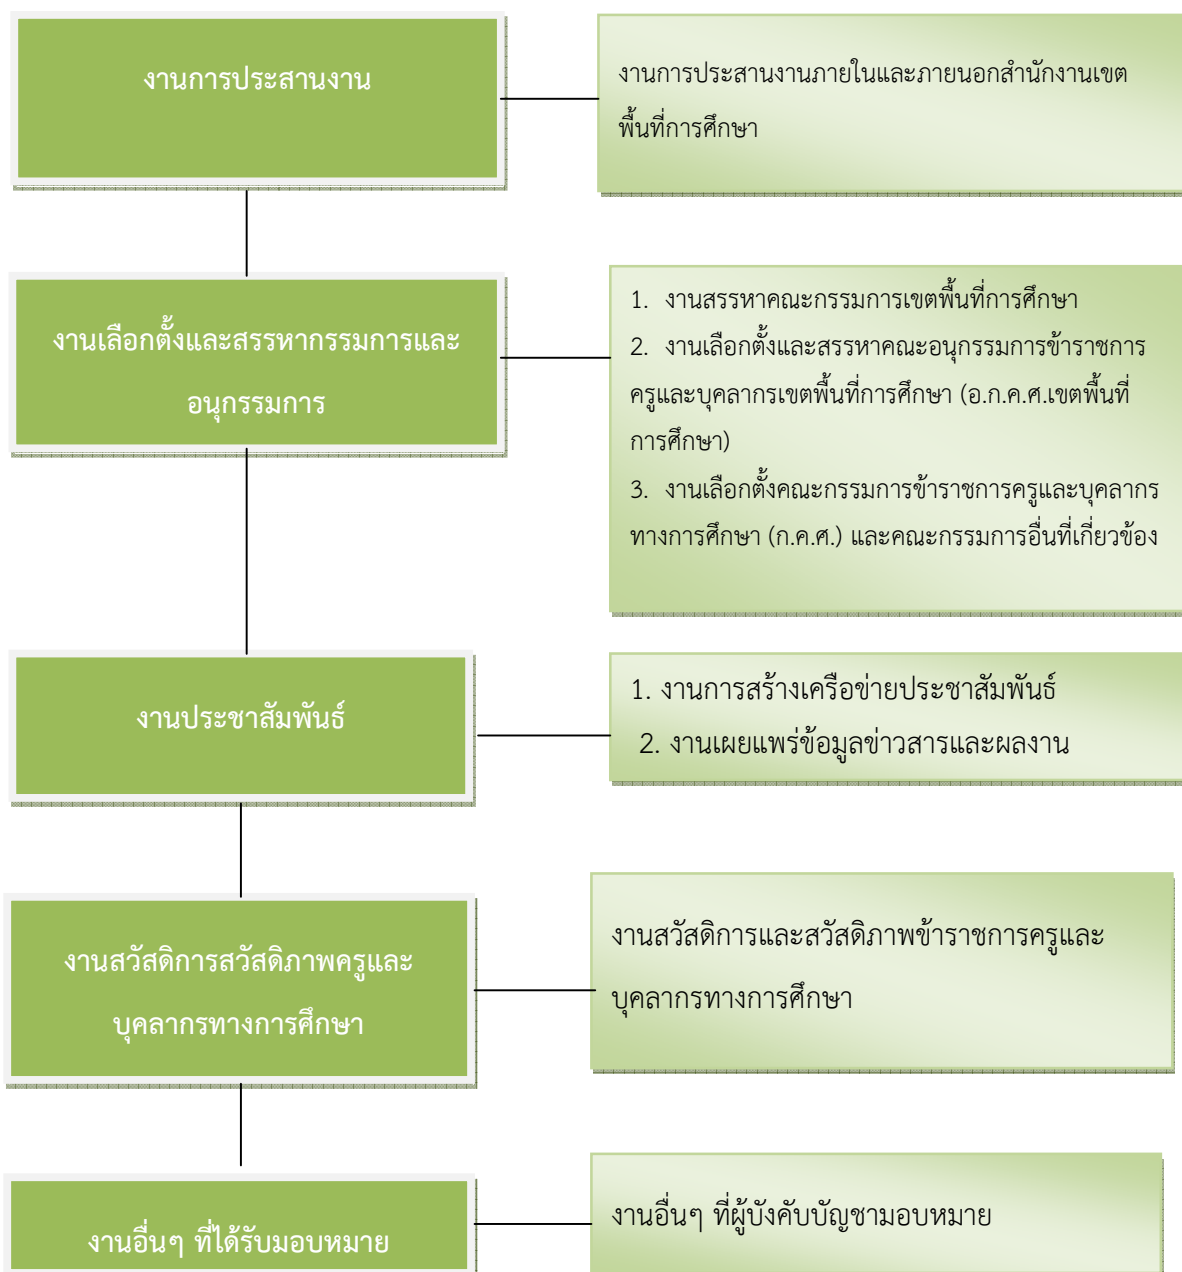 งานการประสานงาน
งานการประสานงานภายในและภายนอกสำนักงานเขต
พื้นที่การศึกษา
งานเลือกตั้งและสรรหากรรมการและ
อนุกรรมการ
1. งานสรรหาคณะกรรมการเขตพื้นที่การศึกษา
2. งานเลือกตั้งและสรรหาคณะอนุกรรมการข้าราชการ
ครูและบุคลากรเขตพื้นที่การศึกษา (อ.ก.ค.ศ.เขตพื้นที่
การศึกษา)
3. งานเลือกตั้งคณะกรรมการข้าราชการครูและบุคลากร
ทางการศึกษา (ก.ค.ศ.) และคณะกรรมการอื่นที่เกี่ยวข้อง
งานประชาสัมพันธ์
1. งานการสร้างเครือข่ายประชาสัมพันธ์
2. งานเผยแพร่ข้อมูลข่าวสารและผลงาน
งานสวัสดิการสวัสดิภาพครูและ
บุคลากรทางการศึกษา
งานสวัสดิการและสวัสดิภาพข้าราชการครูและ
บุคลากรทางการศึกษา
งานอื่นๆ ที่ได้รับมอบหมาย
งานอื่นๆ ที่ผู้บังคับบัญชามอบหมาย